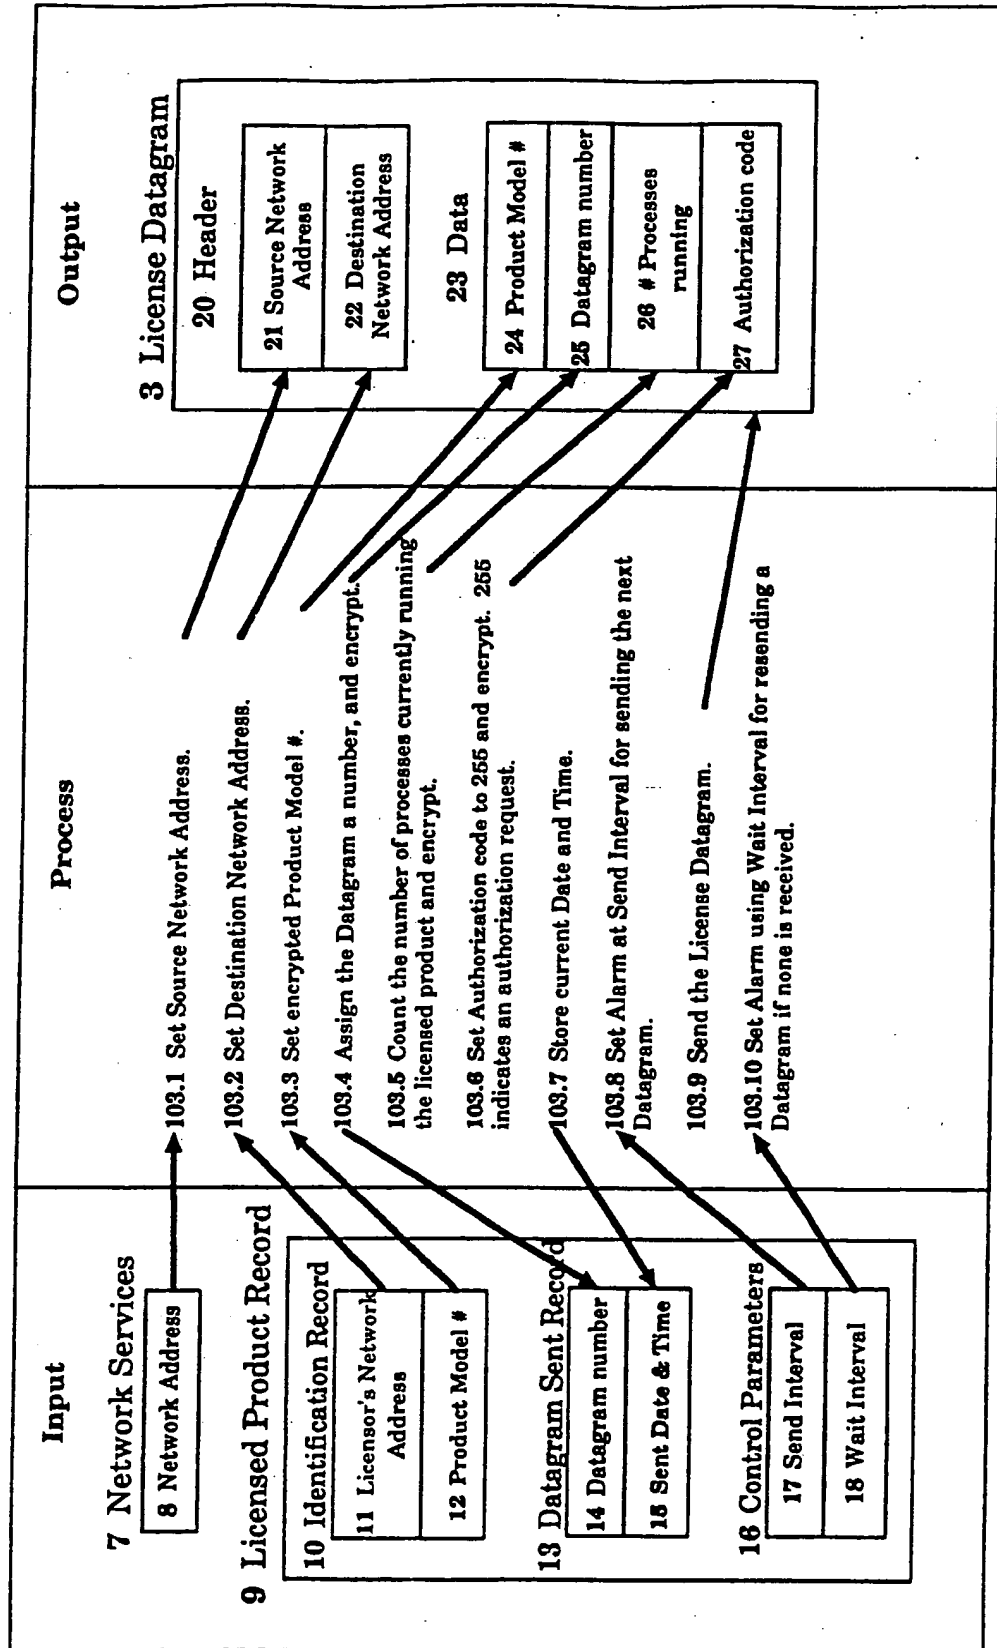 Input
7 Network Services
8 Network Address
9 Licensed Product Record
10 Identification Record
11 Licensor's Network
Address
12 Product Model #
13 Datagram Sent Record
14 Datagram number
15 Sent Date & Time
16 Control Parameters
17 Send Interval
18 Wait Interval
Process
103.1 Set Source Network Address.
103.2 Set Destination Network Address.
103.3 Set encrypted Product Model #.
103.4 Assign the Datagram a number, and encrypt.
103.5 Count the number of processes currently running
the licensed product and encrypt.
103.6 Set Authorization code to 255 and encrypt. 255
indicates an authorization request.
103.7 Store current Date and Time.
103.8 Set Alarm at Send Interval for sending the next
Datagram.
103.9 Send the License Datagram.
103.10 Set Alarm using Wait Interval for resending a
Datagram if none is received.
Output
3 License Datagram
20 Header
21 Source Network
Address
22 Destination
Network Address
23 Data
24 Product Model #
25 Datagram number
26 # Processes
running
27 Authorization code